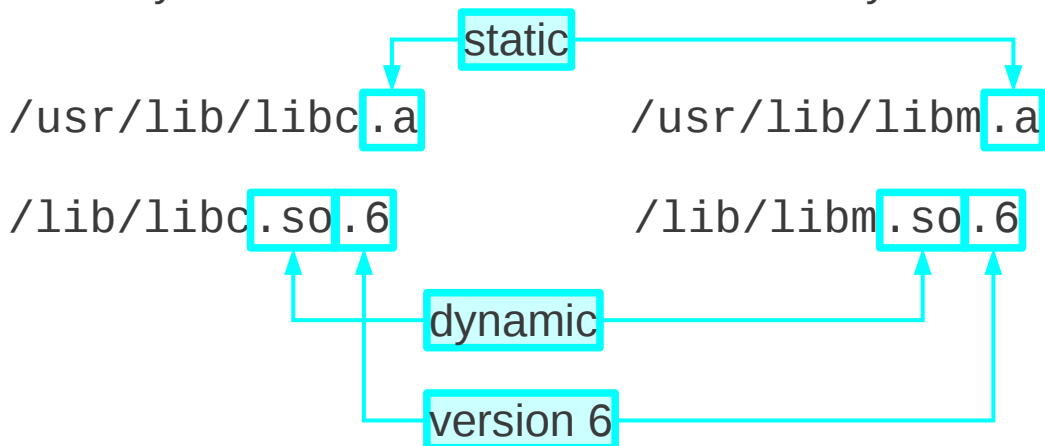 static
/usr/lib/libc.a /usr/lib/libm.a
/lib/libc.so.6 /lib/libm.so.6
dynamic
version 6